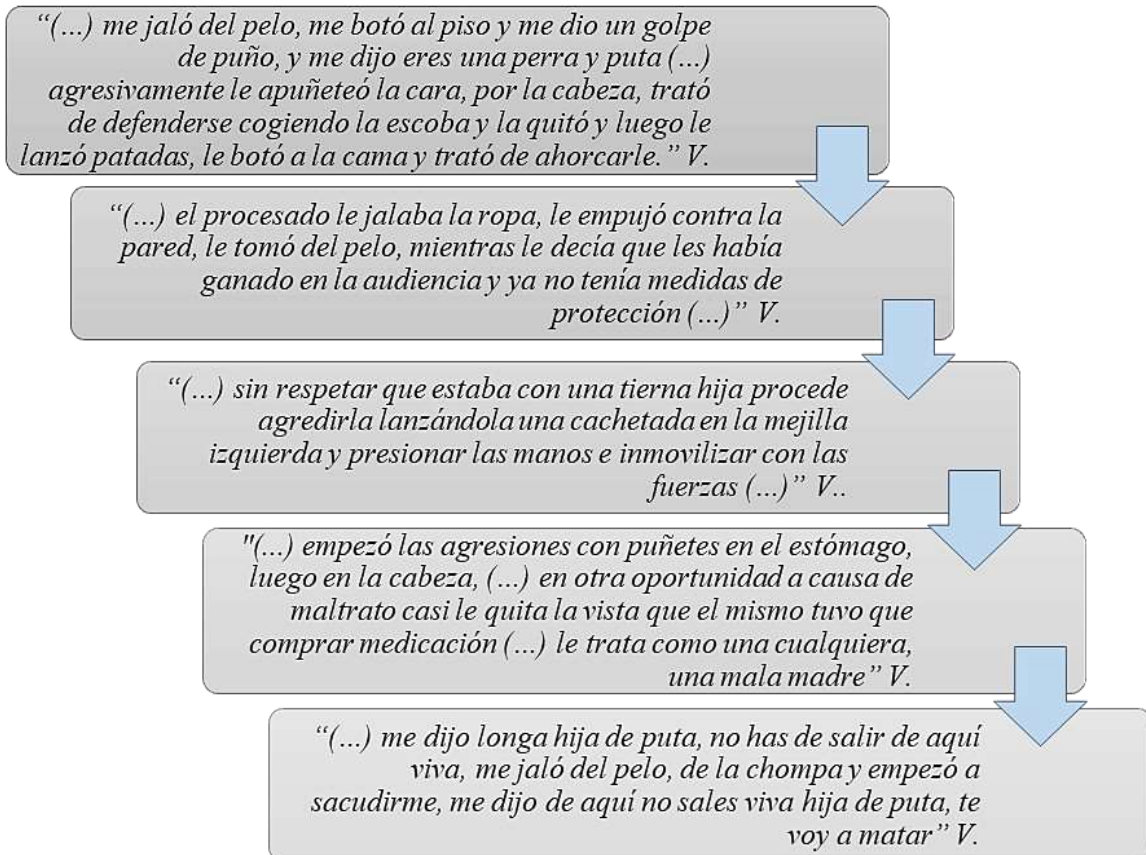 “(...) me jaló del pelo, me botó al piso y me dio un golpe
de puño, y me dijo eres una perra y puta (...)
agresivamente le apuñeteó la cara, por la cabeza, trató
de defenderse cogiendo la escoba y la quitó y luego le
lanzó patadas, le botó a la cama y trató de ahorcarle.” V.
“(...) el procesado le jalaba la ropa, le empujó contra la
pared, le tomó del pelo, mientras le decía que les había
ganado en la audiencia y ya no tenía medidas de
protección (...)” V.
“(...) sin respetar que estaba con una tierna hija procede
agredirla lanzándola una cachetada en la mejilla
izquierda y presionar las manos e inmovilizar con las
fuerzas (...)” V..
"(...) empezó las agresiones con puñetes en el estómago,
luego en la cabeza, (...) en otra oportunidad a causa de
maltrato casi le quita la vista que el mismo tuvo que
comprar medicación (...) le trata como una cualquiera,
una mala madre” V.
“(...) me dijo longa hija de puta, no has de salir de aquí
viva, me jaló del pelo, de la chompa y empezó a
sacudirme, me dijo de aquí no sales viva hija de puta, te
voy a matar” V.